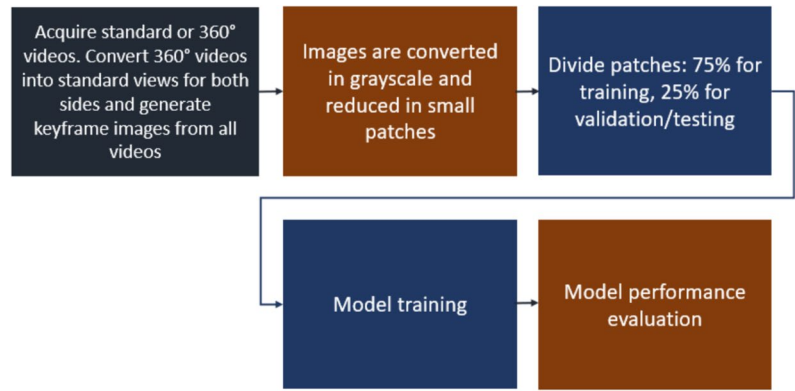 Acquire standard or 360°
videos. Convert 360° videos
into standard views for both
sides and generate
keyframe images from all
videos
Images are converted
in grayscale and
reduced in small
patches
Divide patches: 75% for
training, 25% for
validation/testing
Model training
Model performance
evaluation